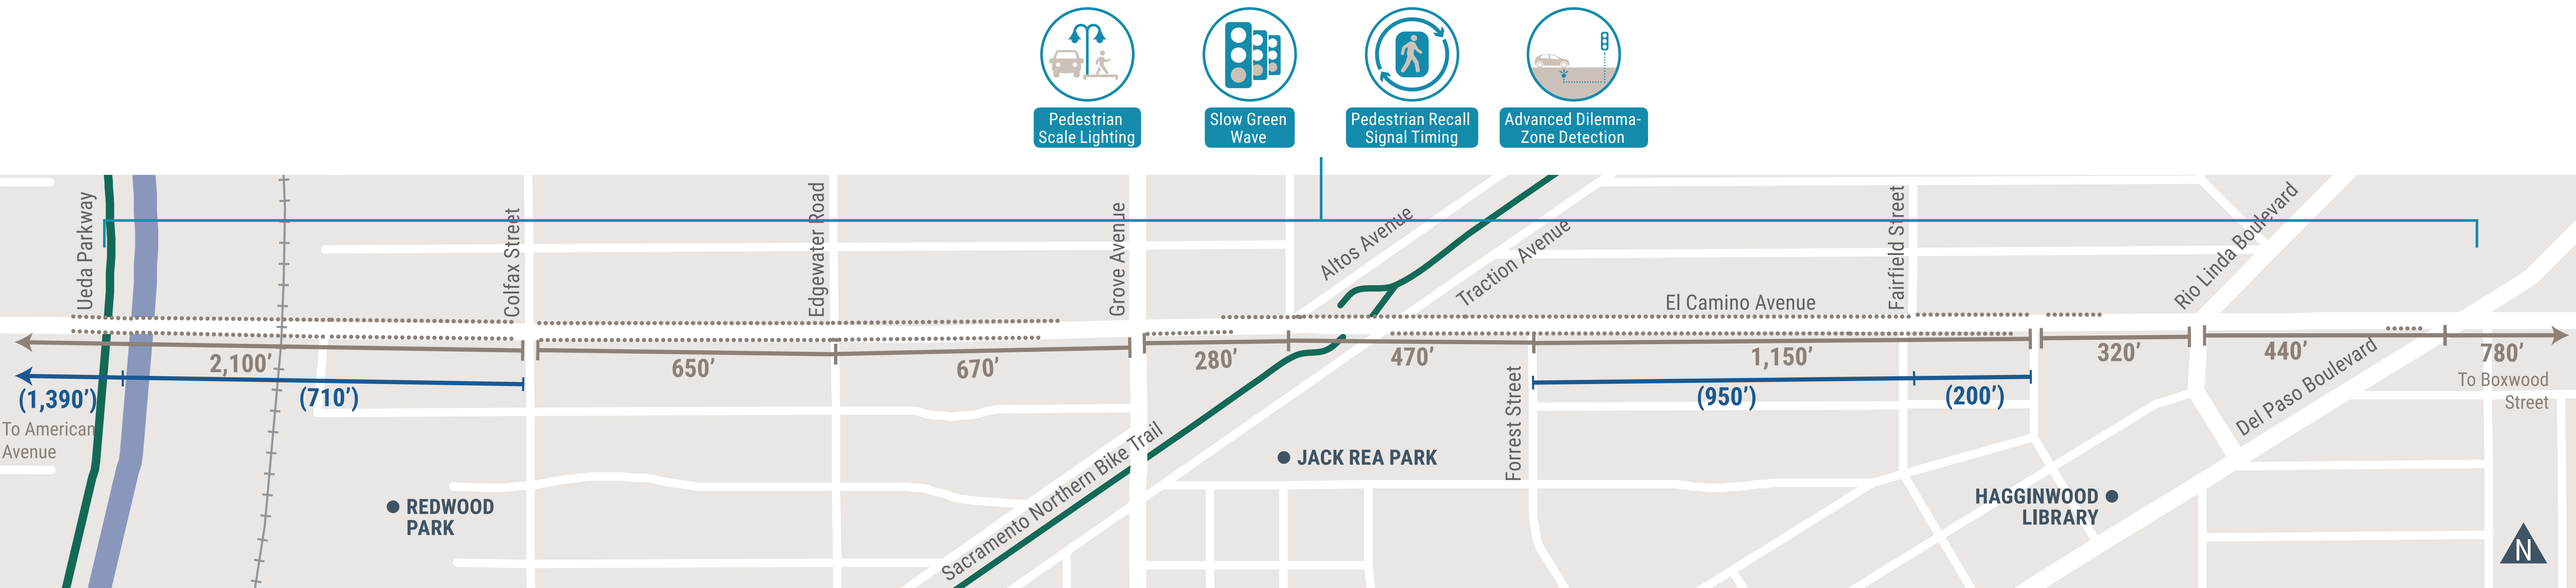 Pedestrian
Scale Lighting
Slow Green
Wave
Pedestrian Recall
Signal Timing
Advanced Dilemma-
Zone Detection
Ueda Parkway
Colfax Street
Edgewater Road
Grove Avenue
Altos Avenue
Traction Avenue
El Camino Avenue
Fairfield Street
Rio Linda Boulevard
2,100’
650’
670’
280’
470’
1,150’
320’
440’
780’
(1,390’)
(710’)
(950’)
(200’)
To American
Avenue
To Boxwood
Street
Forrest Street
Del Paso Boulevard
Sacramento Northern Bike Trail
JACK REA PARK
REDWOOD
PARK
HAGGINWOOD
LIBRARY
N